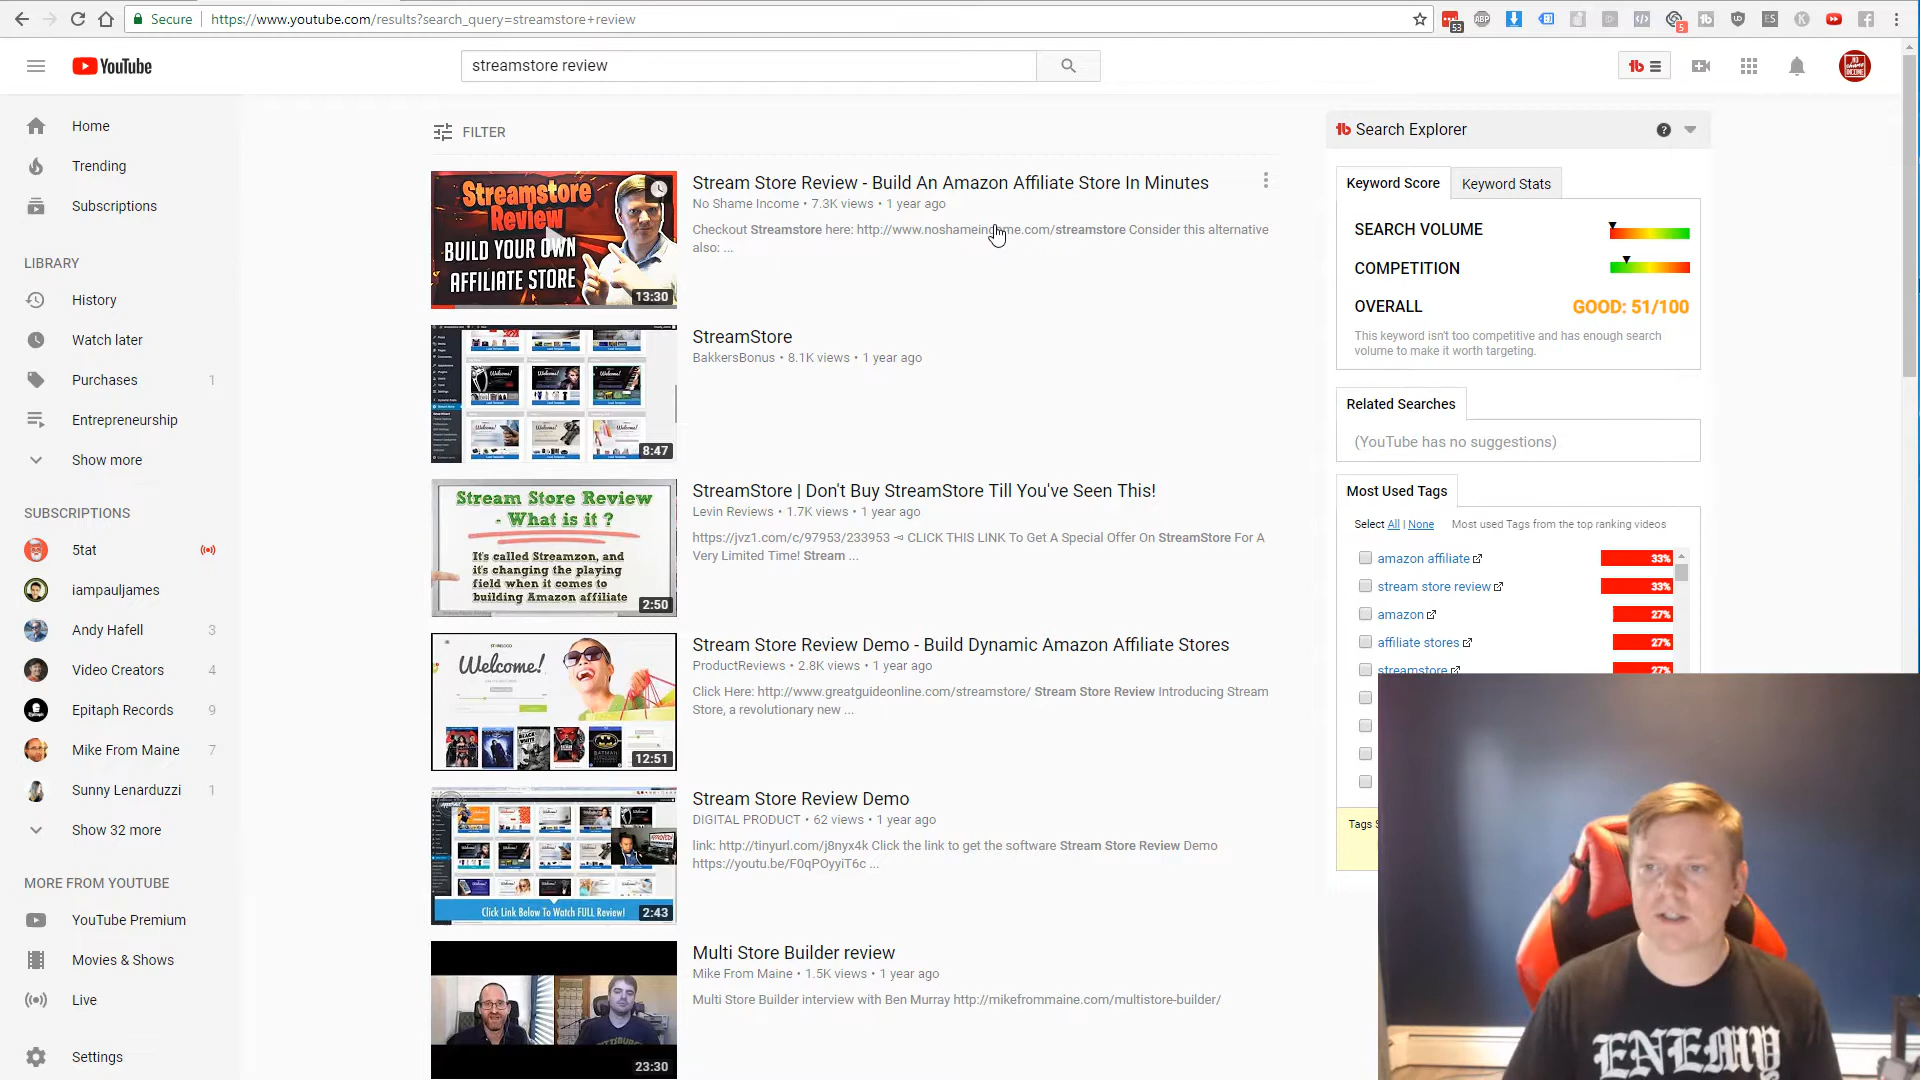 Secure
https://www.youtube.com/results?search_query=streamstore+review
53
ABP
5
ES
YouTube
streamstore review
tb
NO
INCOME
Home
Trending
Subscriptions
LIBRARY
History
Watch later
Purchases 1
Entrepreneurship
Show more
SUBSCRIPTIONS
5tat
iampauljames
Andy Hafell 3
Video Creators 4
Epitaph Records 9
Mike From Maine 7
Sunny Lenarduzzi 1
Show 32 more
MORE FROM YOUTUBE
YouTube Premium
Movies & Shows
Live
Settings
FILTER
Streamstore
Review
BUILD YOUR OWN
AFFILIATE STORE
13:30
Stream Store Review - Build An Amazon Affiliate Store In Minutes
No Shame Income • 7.3K views • 1 year ago
Checkout Streamstore here: http://www.noshameincome.com/streamstore Consider this alternative
also: ...
8:47
StreamStore
BakkersBonus • 8.1K views • 1 year ago
Stream Store Review
- What is it ?
It's called Streamzon, and
it's changing the playing
field when it comes to
building Amazon affiliate
2:50
StreamStore | Don't Buy StreamStore Till You've Seen This!
Levin Reviews • 1.7K views • 1 year ago
https://jvz1.com/c/97953/233953 ⊲ CLICK THIS LINK To Get A Special Offer On StreamStore For A
Very Limited Time! Stream ...
Welcome!
12:51
Stream Store Review Demo - Build Dynamic Amazon Affiliate Stores
ProductReviews • 2.8K views • 1 year ago
Click Here: http://www.greatguideonline.com/streamstore/ Stream Store Review Introducing Stream
Store, a revolutionary new ...
Click Link Below To Watch FULL Review!
2:43
Stream Store Review Demo
DIGITAL PRODUCT • 62 views • 1 year ago
link: http://tinyurl.com/j8nyx4k Click the link to get the software Stream Store Review Demo
https://youtu.be/F0qPOyyiT6c ...
23:30
Multi Store Builder review
Mike From Maine • 1.5K views • 1 year ago
Multi Store Builder interview with Ben Murray http://mikefrommaine.com/multistore-builder/
tb Search Explorer
Keyword Score
Keyword Stats
SEARCH VOLUME
COMPETITION
OVERALL GOOD: 51/100
This keyword isn't too competitive and has enough search
volume to make it worth targeting.
Related Searches
(YouTube has no suggestions)
Most Used Tags
Select All | None Most used Tags from the top ranking videos
amazon affiliate 33%
stream store review 33%
amazon 27%
affiliate stores 27%
streamstore 27%
Tags
ENEMY